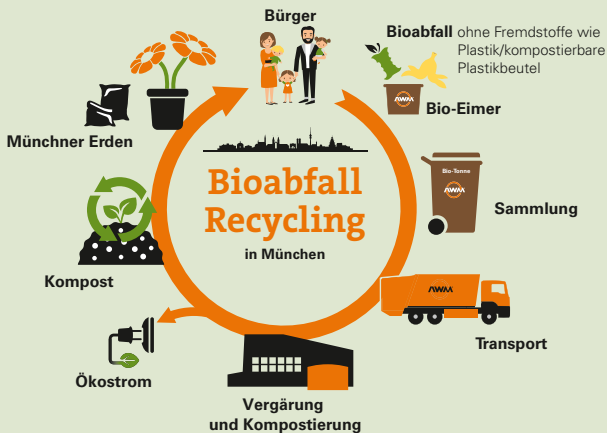 Bürger
Bioabfall ohne Fremdstoffe wie
Plastik/kompostierbare
Plastikbeutel
AWM
Bio-Eimer
Bio-Tonne
AWM
Sammlung
AWM
Transport
Vergärung
und Kompostierung
Ökostrom
Kompost
Münchner Erden
Bioabfall
Recycling
in München